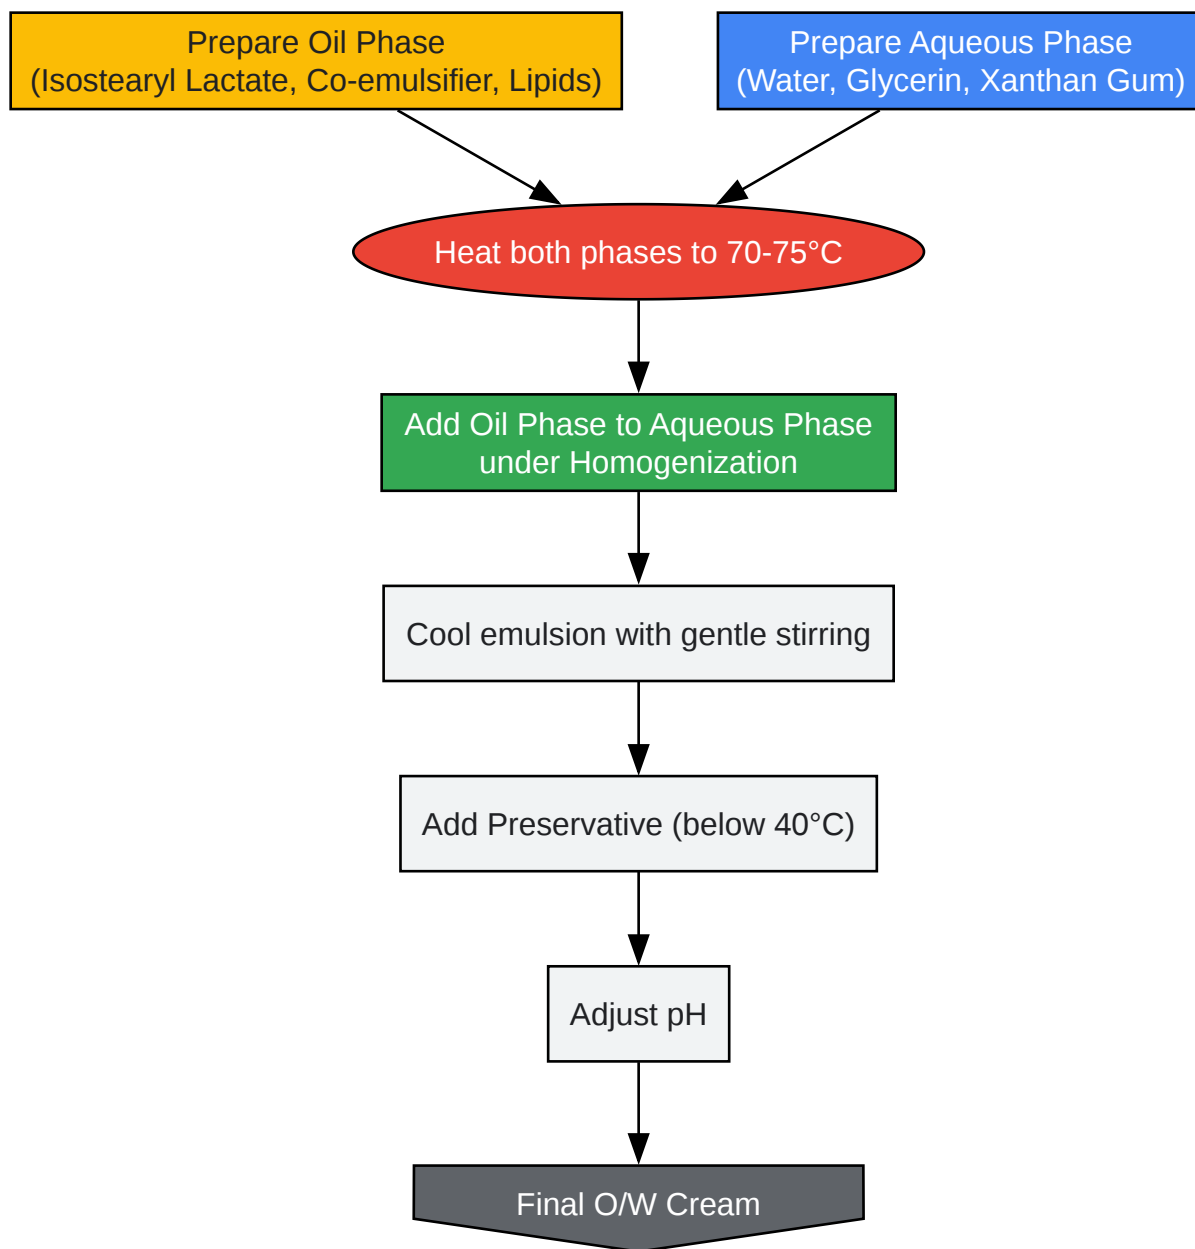 Prepare Oil Phase
(Isostearyl Lactate, Co-emulsifier, Lipids)
Prepare Aqueous Phase
(Water, Glycerin, Xanthan Gum)
Heat both phases to 70-75°C
Add Oil Phase to Aqueous Phase
under Homogenization
Cool emulsion with gentle stirring
Add Preservative (below 40°C)
Adjust pH
Final O/W Cream